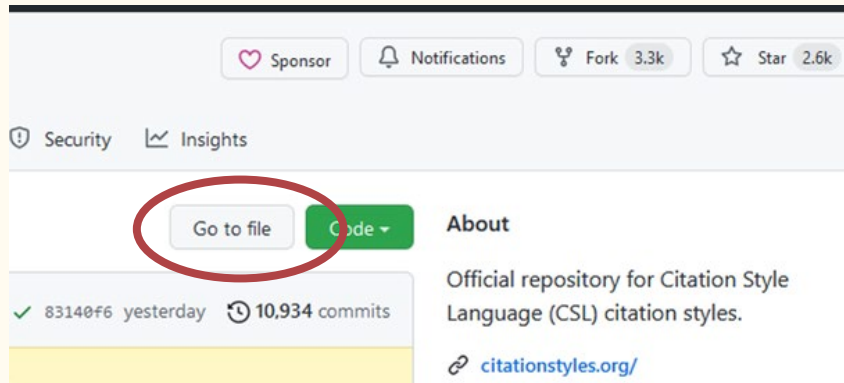 Sponsor Notifications Fork 3.3k Star 2.6k
Security Insights
Go to file Code About
Official repository for Citation Style
83140f6 yesterday 10,934 commits Language (CSL) citation styles.
citationstyles.org/